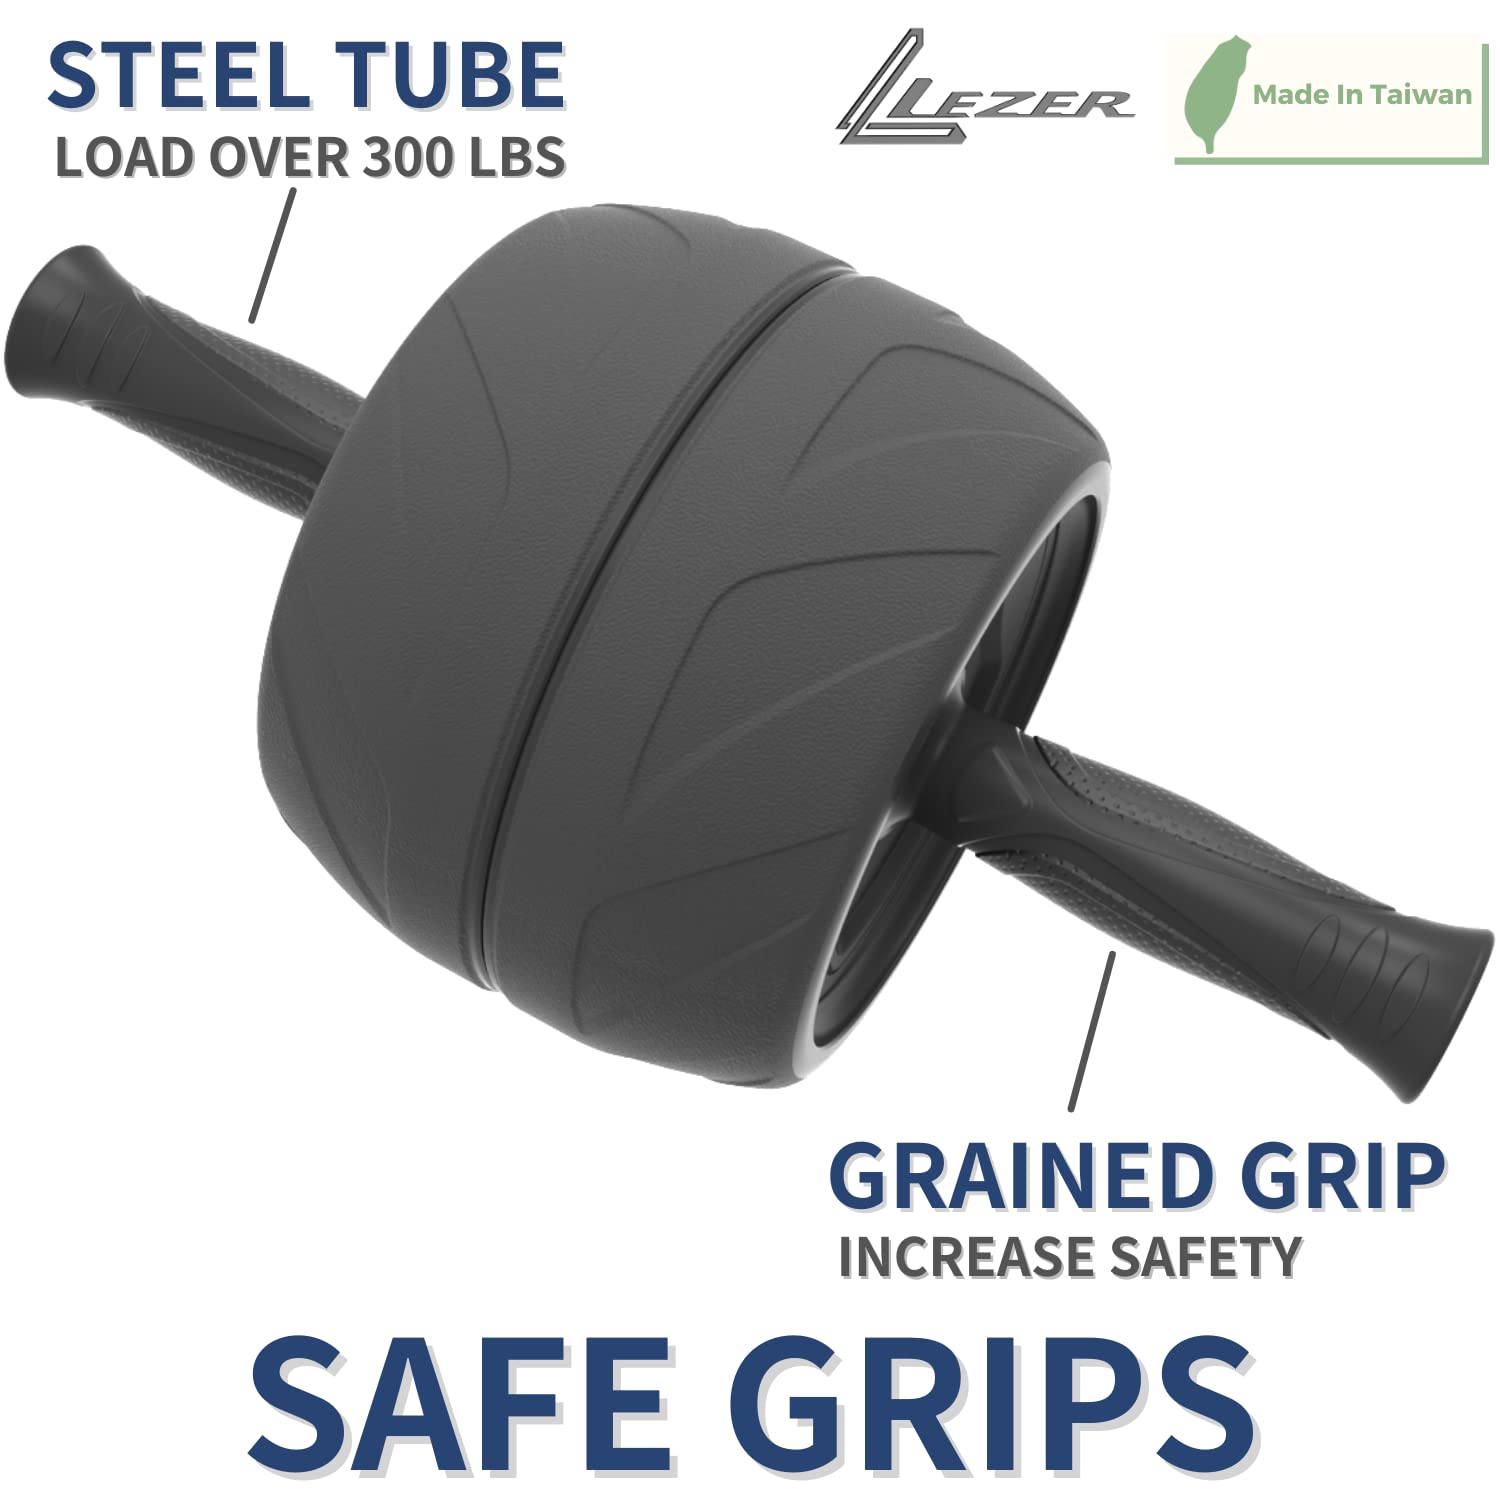 STEEL TUBE
LOAD OVER 300 LBS
LEZER
Made In Taiwan
GRAINED GRIP
INCREASE SAFETY
SAFE GRIPS